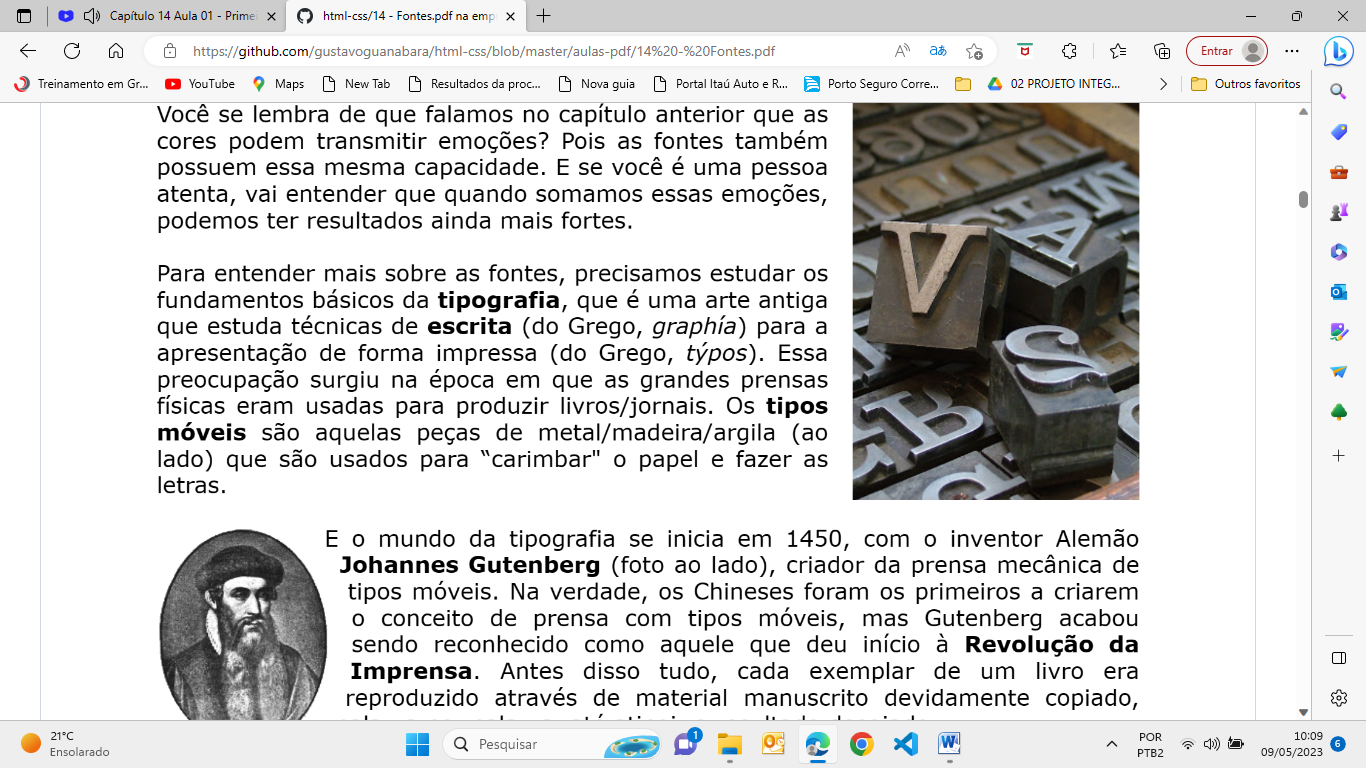 Capítulo 14 Aula 01 - Primei
html-css/14 - Fontes.pdf na emp
https://github.com/gustavoguanabara/html-css/blob/master/aulas-pdf/14%20-%20Fontes.pdf
Entrar
Treinamento em Gr...
YouTube
Maps
New Tab
Resultados da proc...
Nova guia
Portal Itaú Auto e R...
Porto Seguro Corre...
02 PROJETO INTEG...
Outros favoritos
Você se lembra de que falamos no capítulo anterior que as
cores podem transmitir emoções? Pois as fontes também
possuem essa mesma capacidade. E se você é uma pessoa
atenta, vai entender que quando somamos essas emoções,
podemos ter resultados ainda mais fortes.
Para entender mais sobre as fontes, precisamos estudar os
fundamentos básicos da tipografia, que é uma arte antiga
que estuda técnicas de escrita (do Grego, graphía) para a
apresentação de forma impressa (do Grego, týpos). Essa
preocupação surgiu na época em que as grandes prensas
físicas eram usadas para produzir livros/jornais. Os tipos
móveis são aquelas peças de metal/madeira/argila (ao
lado) que são usados para “carimbar" o papel e fazer as
letras.
V
A
S
B
E o mundo da tipografia se inicia em 1450, com o inventor Alemão
Johannes Gutenberg (foto ao lado), criador da prensa mecânica de
tipos móveis. Na verdade, os Chineses foram os primeiros a criarem
o conceito de prensa com tipos móveis, mas Gutenberg acabou
sendo reconhecido como aquele que deu início à Revolução da
Imprensa. Antes disso tudo, cada exemplar de um livro era
reproduzido através de material manuscrito devidamente copiado,
21°C
Ensolarado
Pesquisar
1
POR
PTB2
10:09
09/05/2023
6